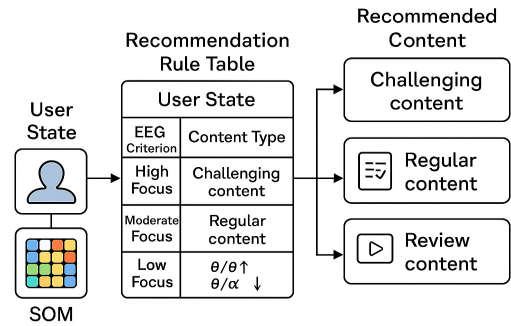 User
State
SOM
Recommendation
Rule Table
User State
EEG
Criterion
Content Type
High
Focus
Challenging
content
Moderate
Focus
Regular
content
Low
Focus
θ/θ↑
θ/α ↓
Recommended
Content
Challenging
content
Regular
content
Review
content